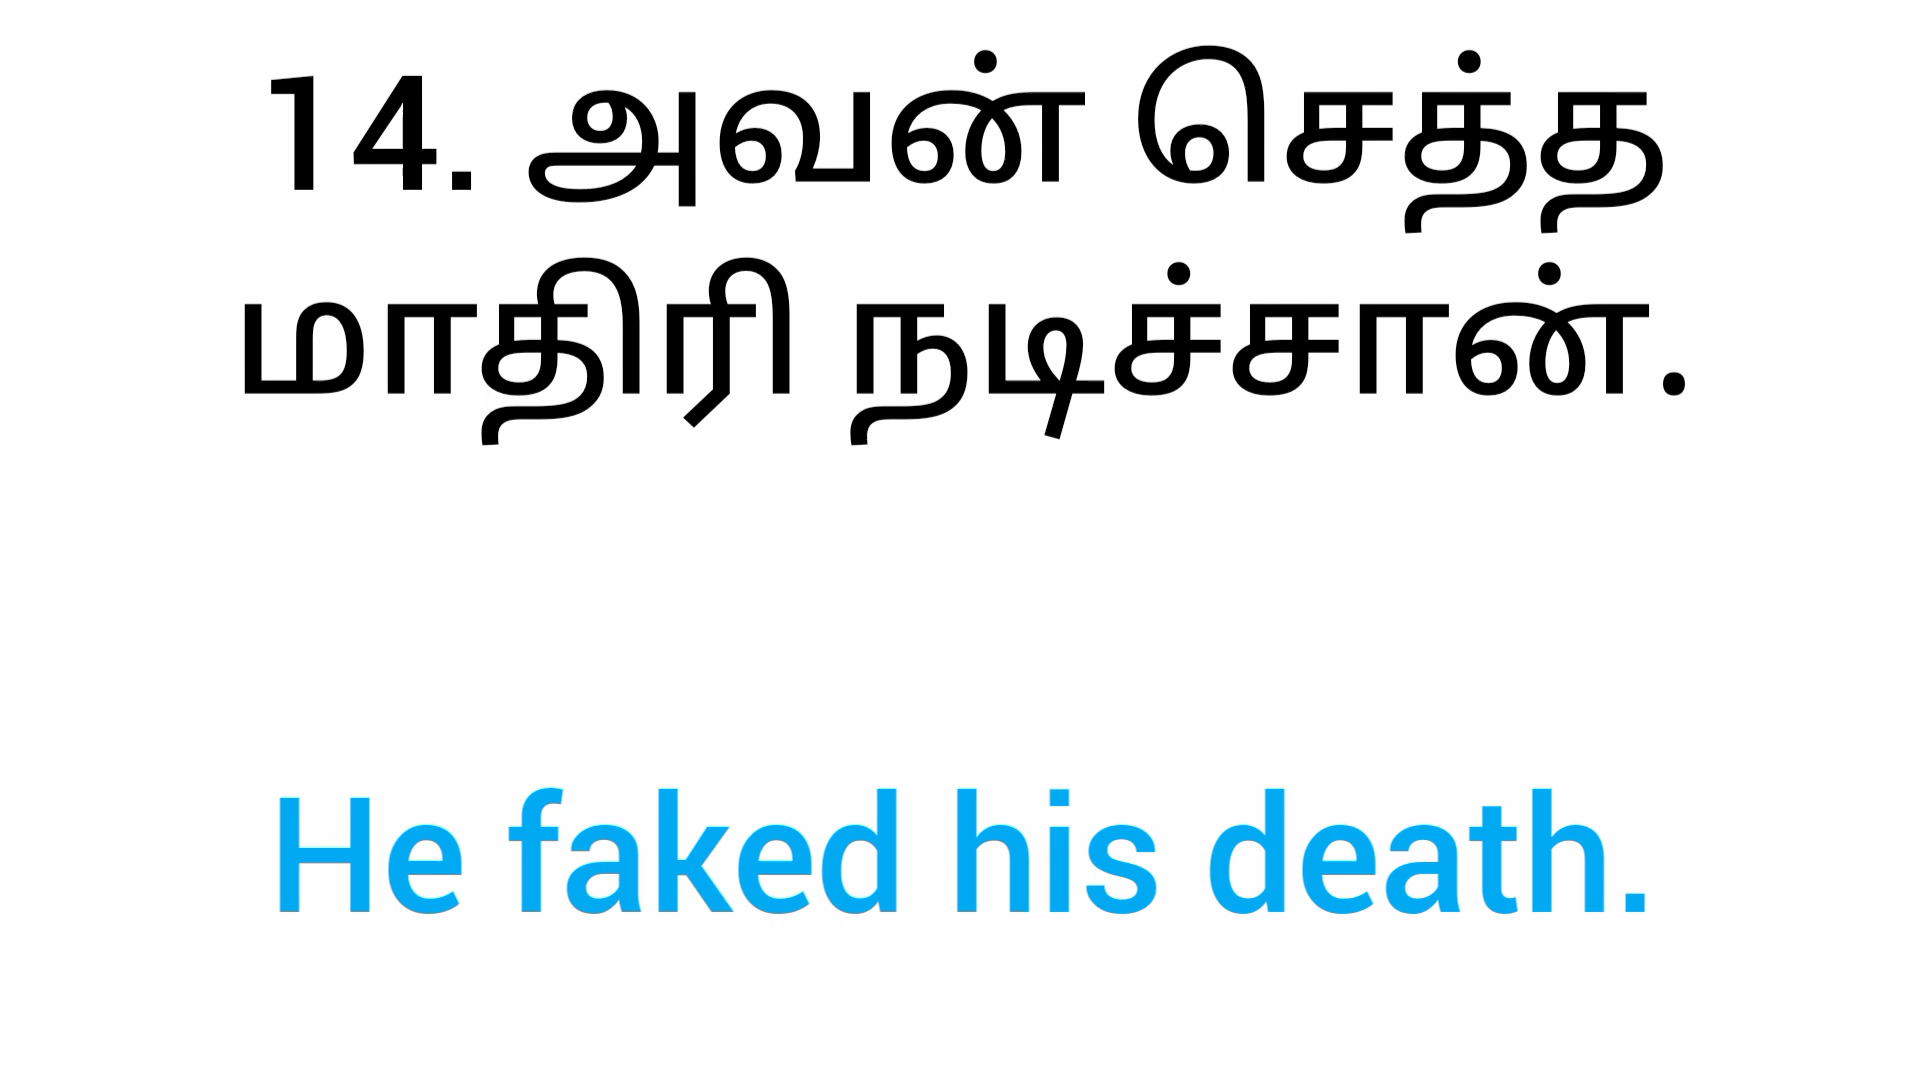 14. அவன் செத்த
மாதிரி நடிச்சான்.
He faked his death.